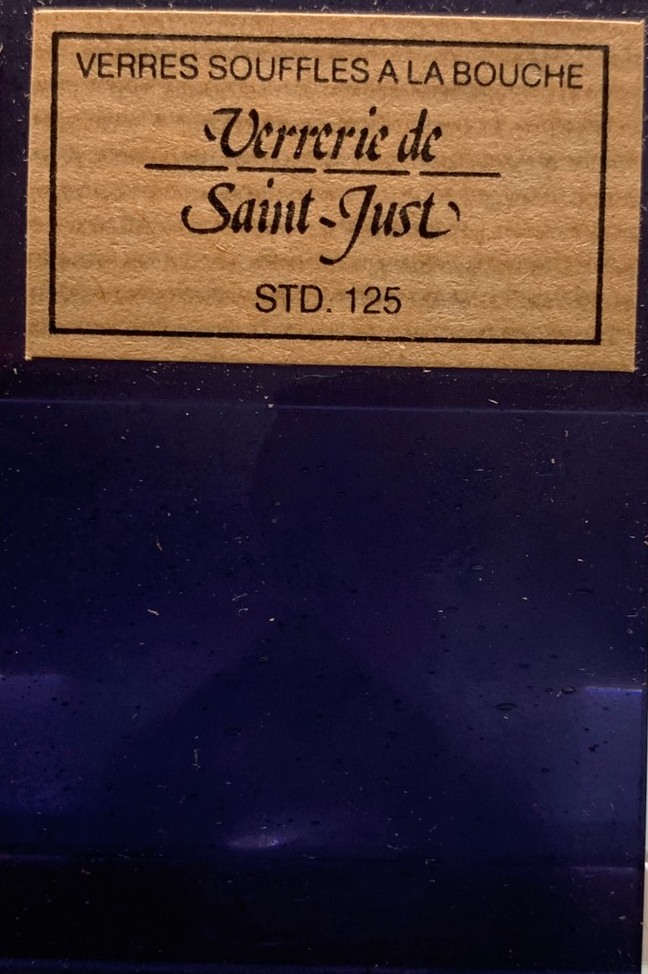 VERRES SOUFFLES A LA BOUCHE
Verrerie de
Saint-Just
STD. 125